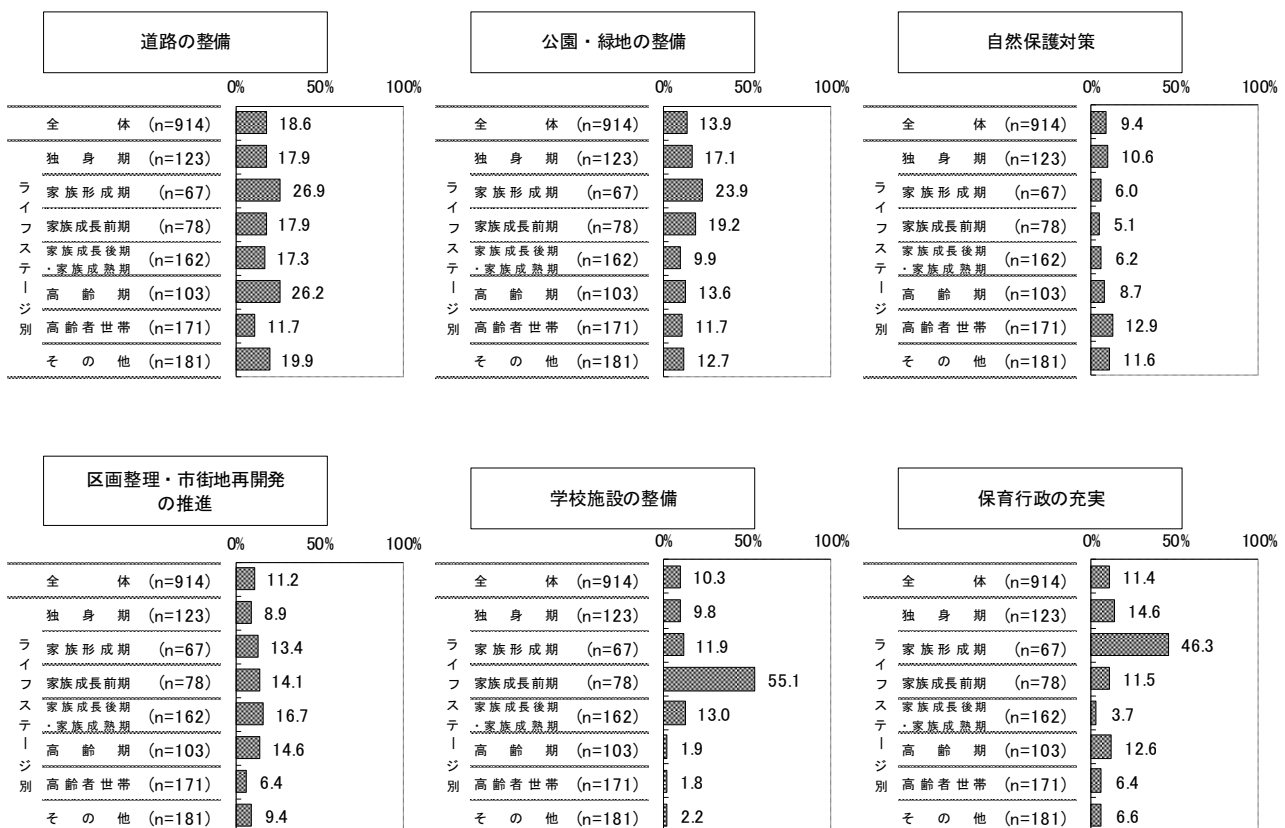 道路の整備
0% 50% 100%
ライフステージ別
全体 (n=914) 18.6
独身期 (n=123) 17.9
家族形成期 (n=67) 26.9
家族成長前期 (n=78) 17.9
家族成長後期
・家族成熟期 (n=162) 17.3
高齢期 (n=103) 26.2
高齢者世帯 (n=171) 11.7
その他 (n=181) 19.9
公園・緑地の整備
0% 50% 100%
ライフステージ別
全体 (n=914) 13.9
独身期 (n=123) 17.1
家族形成期 (n=67) 23.9
家族成長前期 (n=78) 19.2
家族成長後期
・家族成熟期 (n=162) 9.9
高齢期 (n=103) 13.6
高齢者世帯 (n=171) 11.7
その他 (n=181) 12.7
自然保護対策
0% 50% 100%
ライフステージ別
全体 (n=914) 9.4
独身期 (n=123) 10.6
家族形成期 (n=67) 6.0
家族成長前期 (n=78) 5.1
家族成長後期
・家族成熟期 (n=162) 6.2
高齢期 (n=103) 8.7
高齢者世帯 (n=171) 12.9
その他 (n=181) 11.6
区画整理・市街地再開発
の推進
0% 50% 100%
ライフステージ別
全体 (n=914) 11.2
独身期 (n=123) 8.9
家族形成期 (n=67) 13.4
家族成長前期 (n=78) 14.1
家族成長後期
・家族成熟期 (n=162) 16.7
高齢期 (n=103) 14.6
高齢者世帯 (n=171) 6.4
その他 (n=181) 9.4
学校施設の整備
0% 50% 100%
ライフステージ別
全体 (n=914) 10.3
独身期 (n=123) 9.8
家族形成期 (n=67) 11.9
家族成長前期 (n=78) 55.1
家族成長後期
・家族成熟期 (n=162) 13.0
高齢期 (n=103) 1.9
高齢者世帯 (n=171) 1.8
その他 (n=181) 2.2
保育行政の充実
0% 50% 100%
ライフステージ別
全体 (n=914) 11.4
独身期 (n=123) 14.6
家族形成期 (n=67) 46.3
家族成長前期 (n=78) 11.5
家族成長後期
・家族成熟期 (n=162) 3.7
高齢期 (n=103) 12.6
高齢者世帯 (n=171) 6.4
その他 (n=181) 6.6